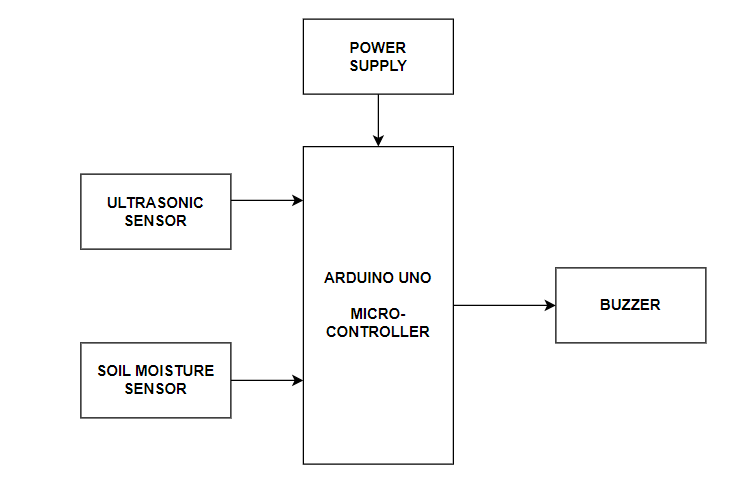 POWER
SUPPLY
ULTRASONIC
SENSOR
ARDUINO UNO
MICRO-
CONTROLLER
BUZZER
SOIL MOISTURE
SENSOR